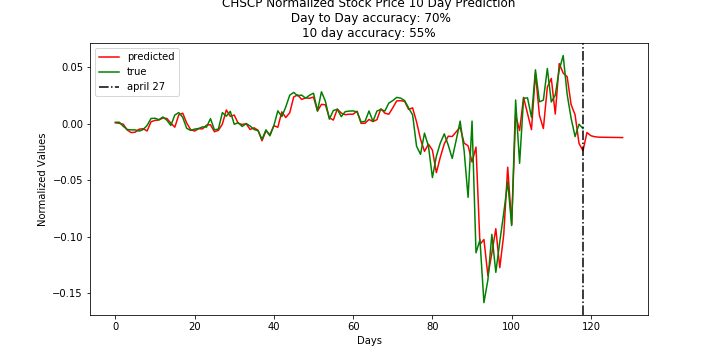 CHSCP Normalized Stock Price 10 Day Prediction
Day to Day accuracy: 70%
10 day accuracy: 55%
predicted
true
april 27
Normalized Values
0.05
0.00
−0.05
−0.10
−0.15
0
20
40
60
80
100
120
Days